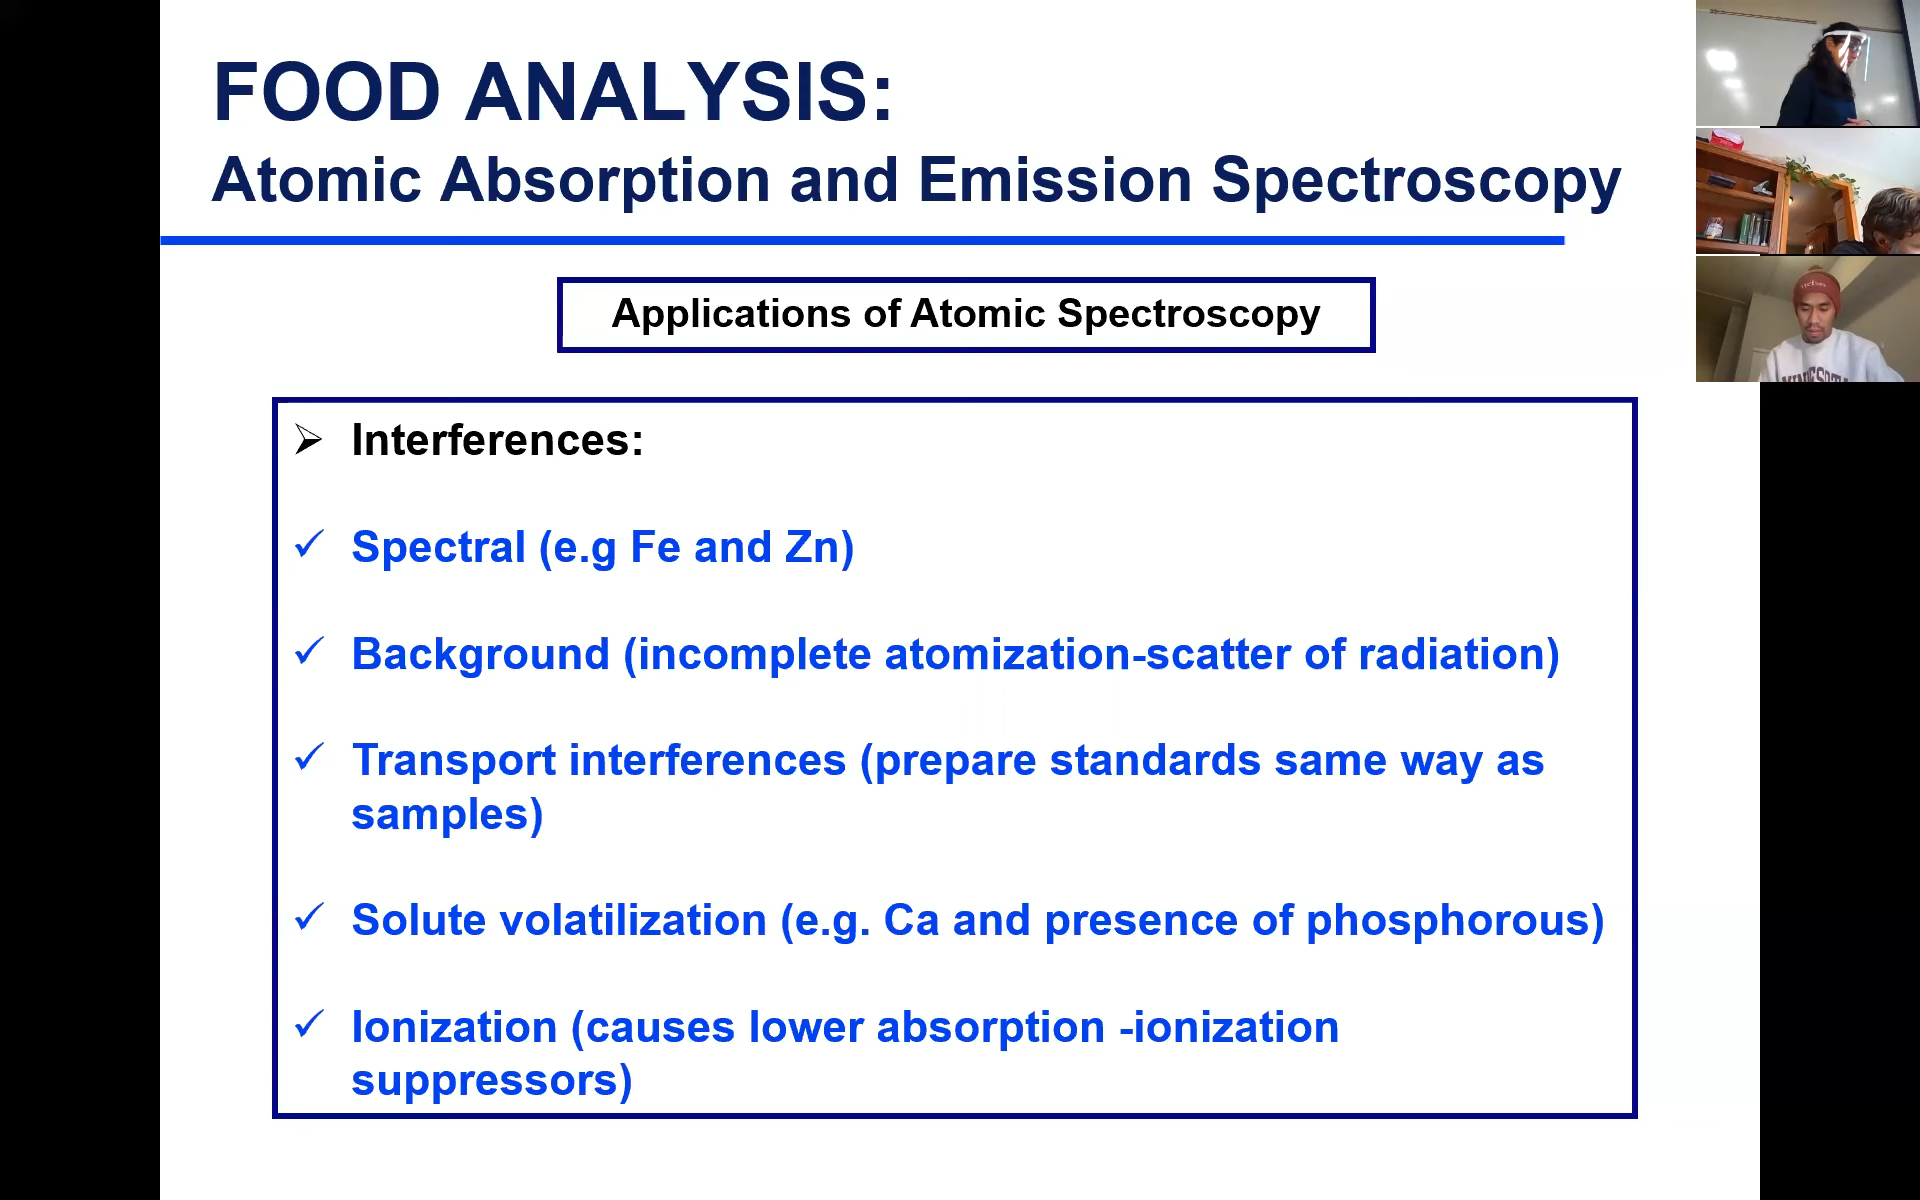 FOOD ANALYSIS:
Atomic Absorption and Emission Spectroscopy
Applications of Atomic Spectroscopy
Interferences:
Spectral (e.g Fe and Zn)
Background (incomplete atomization-scatter of radiation)
Transport interferences (prepare standards same way as
samples)
Solute volatilization (e.g. Ca and presence of phosphorous)
Ionization (causes lower absorption -ionization
suppressors)